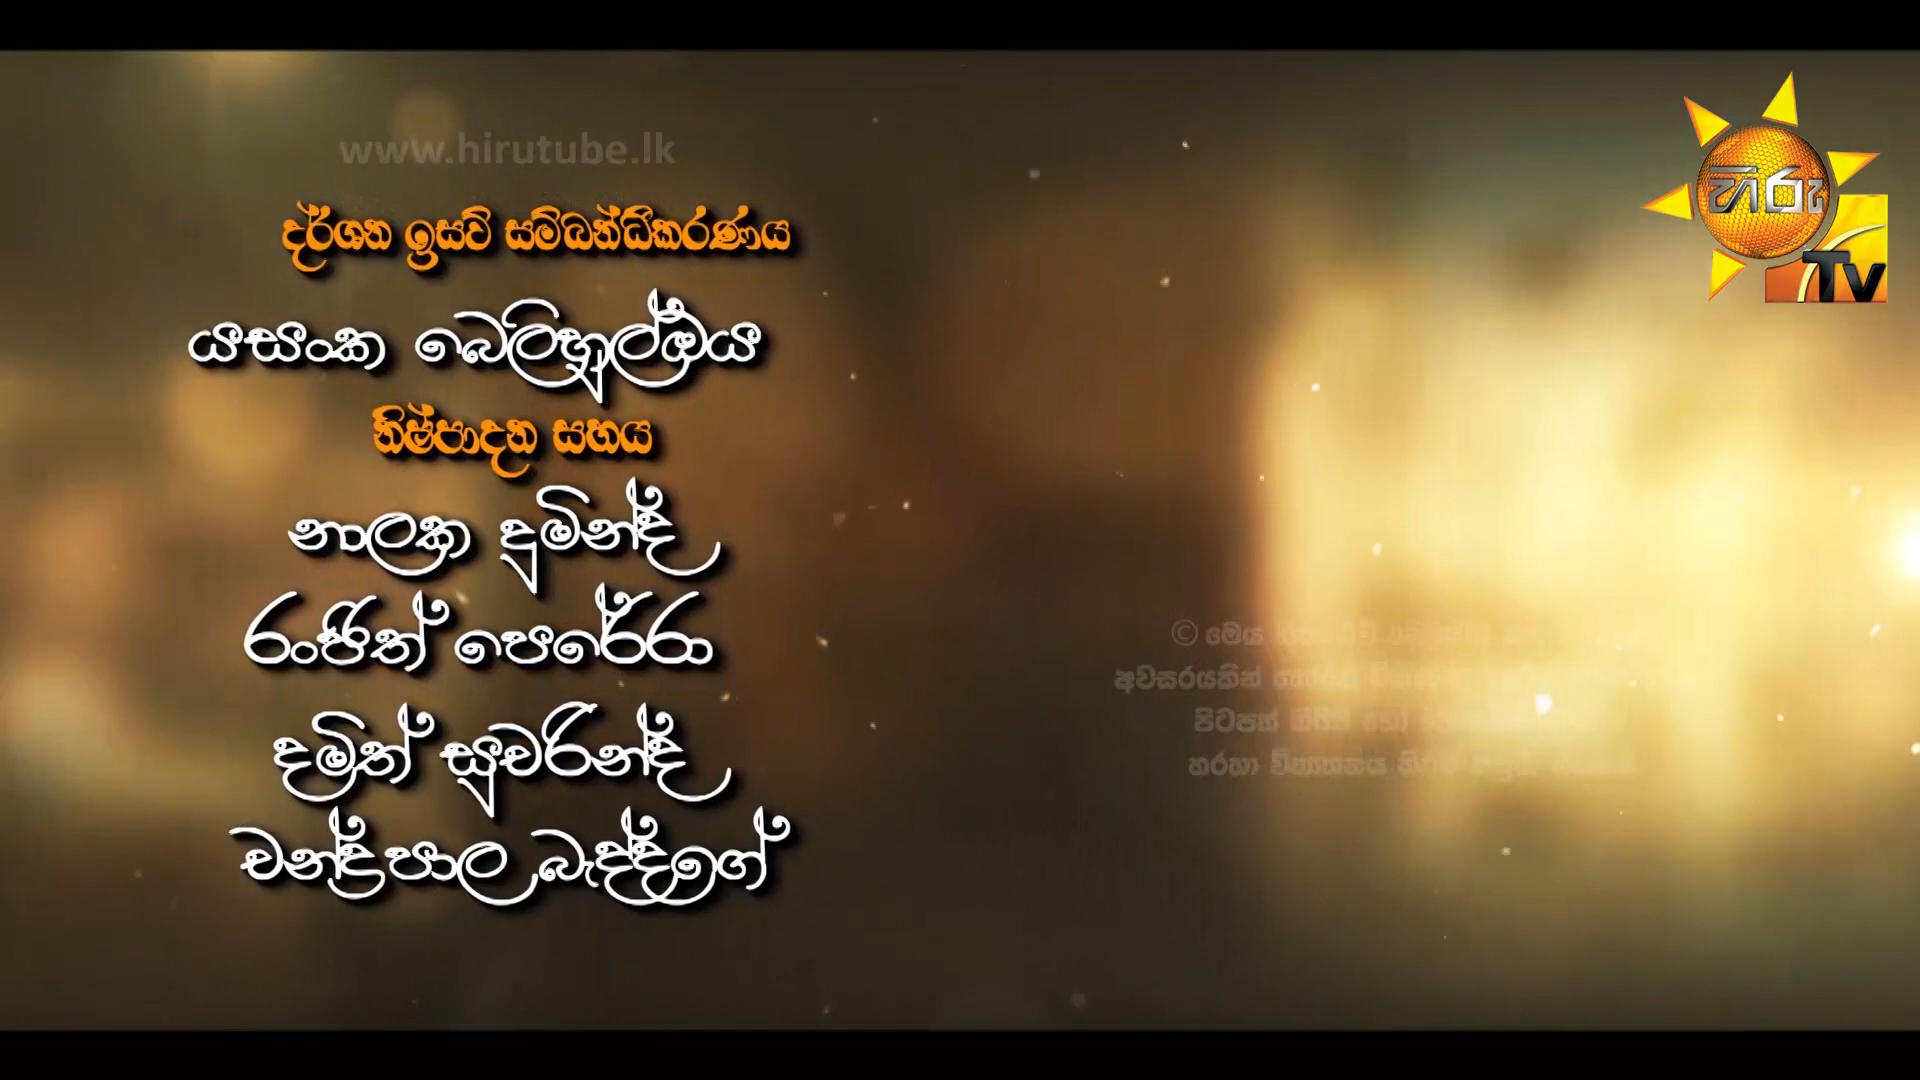 www.hirutube.lk
හිරු
Tv
දර්ශන ඉසව් සම්බන්ධීකරණය
යසංක බෙලිහුල්ඔය
නිෂ්පාදන සහය
නාලක දුමින්ද
රංජිත් පෙරේරා
දමිත් සුචරින්ද
චන්ද්‍රපාල බැද්දගේ
© මෙය
අවසරයකින්
පිටපත්
හරහා